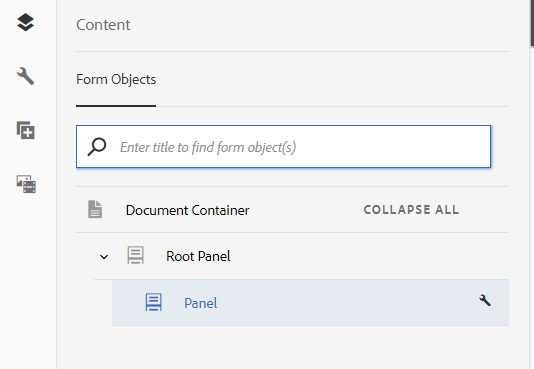 Content
Form Objects
Enter title to find form object(s)
Document Container COLLAPSE ALL
Root Panel
Panel